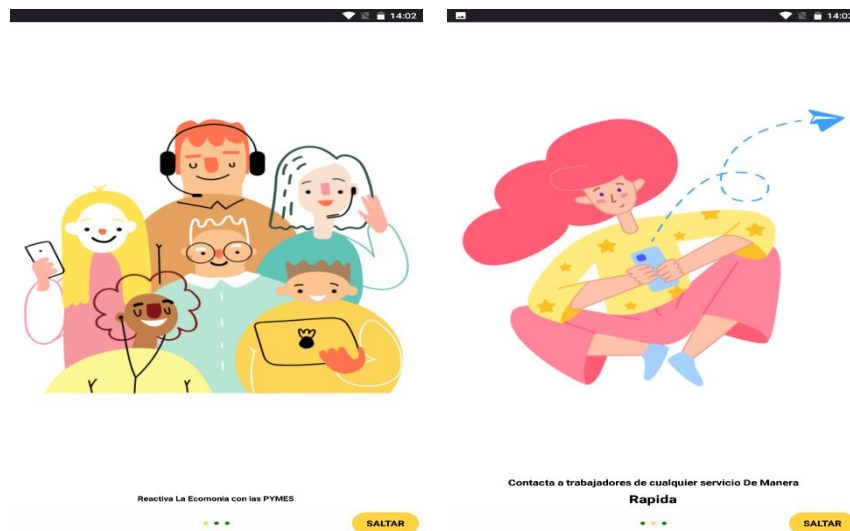 14:02
Reactiva La Ecomonia con las PYMES
SALTAR
14:02
Contacta a trabajadores de cualquier servicio De Manera
Rapida
SALTAR